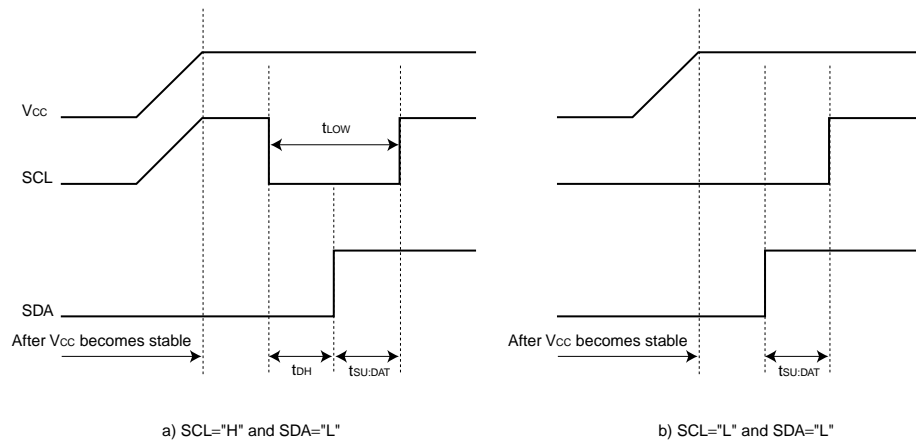 VCC
tLOW
SCL
SDA
After VCC becomes stable
tDH
tSU:DAT
a) SCL="H" and SDA="L"
After VCC becomes stable
tSU:DAT
b) SCL="L" and SDA="L"